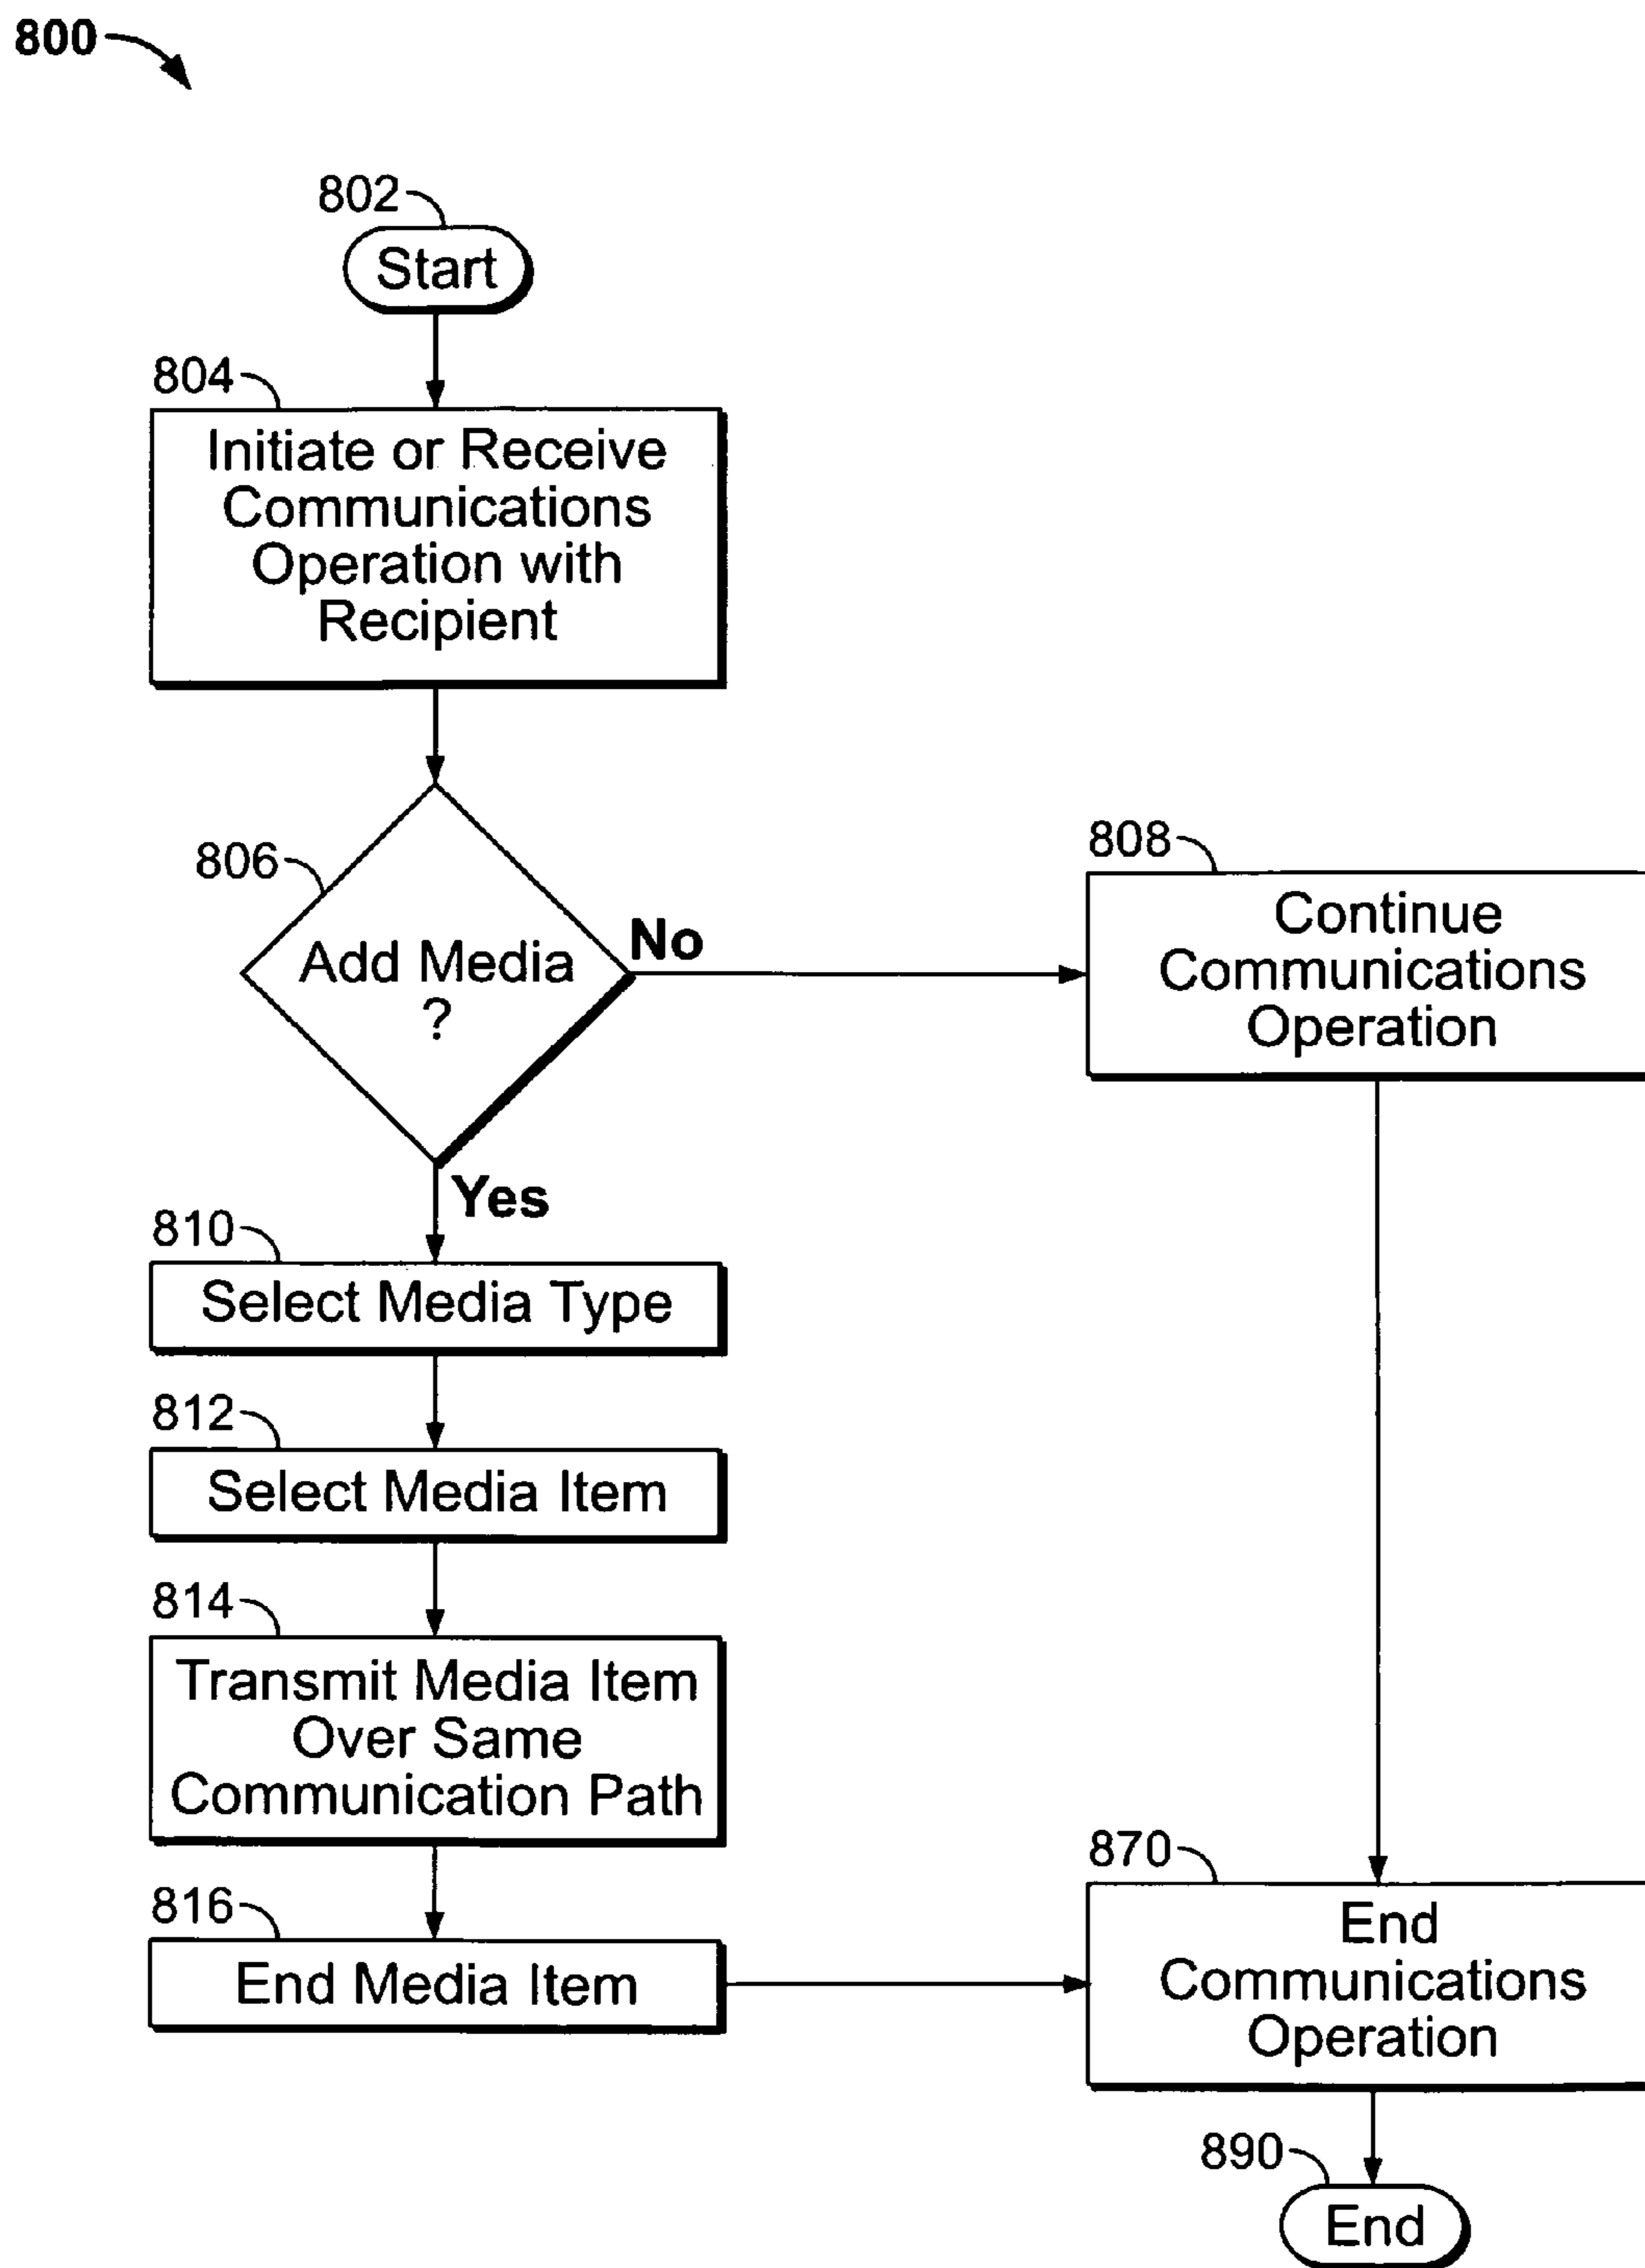 800
802
Start
804
Initiate or Receive
Communications
Operation with
Recipient
806
Add Media
?
No
808
Continue
Communications
Operation
Yes
810
Select Media Type
812
Select Media Item
814
Transmit Media Item
Over Same
Communication Path
816
End Media Item
870
End
Communications
Operation
890
End